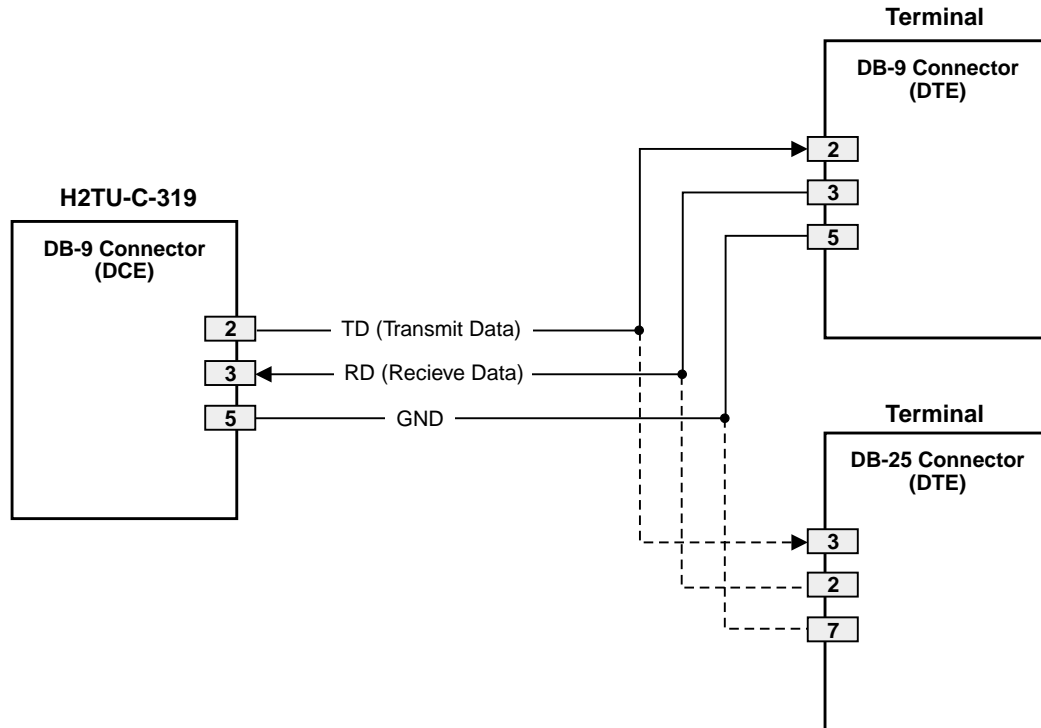 Terminal
DB-9 Connector
(DTE)
2
3
5
H2TU-C-319
DB-9 Connector
(DCE)
2
TD (Transmit Data)
3
RD (Recieve Data)
5
GND
Terminal
DB-25 Connector
(DTE)
3
2
7